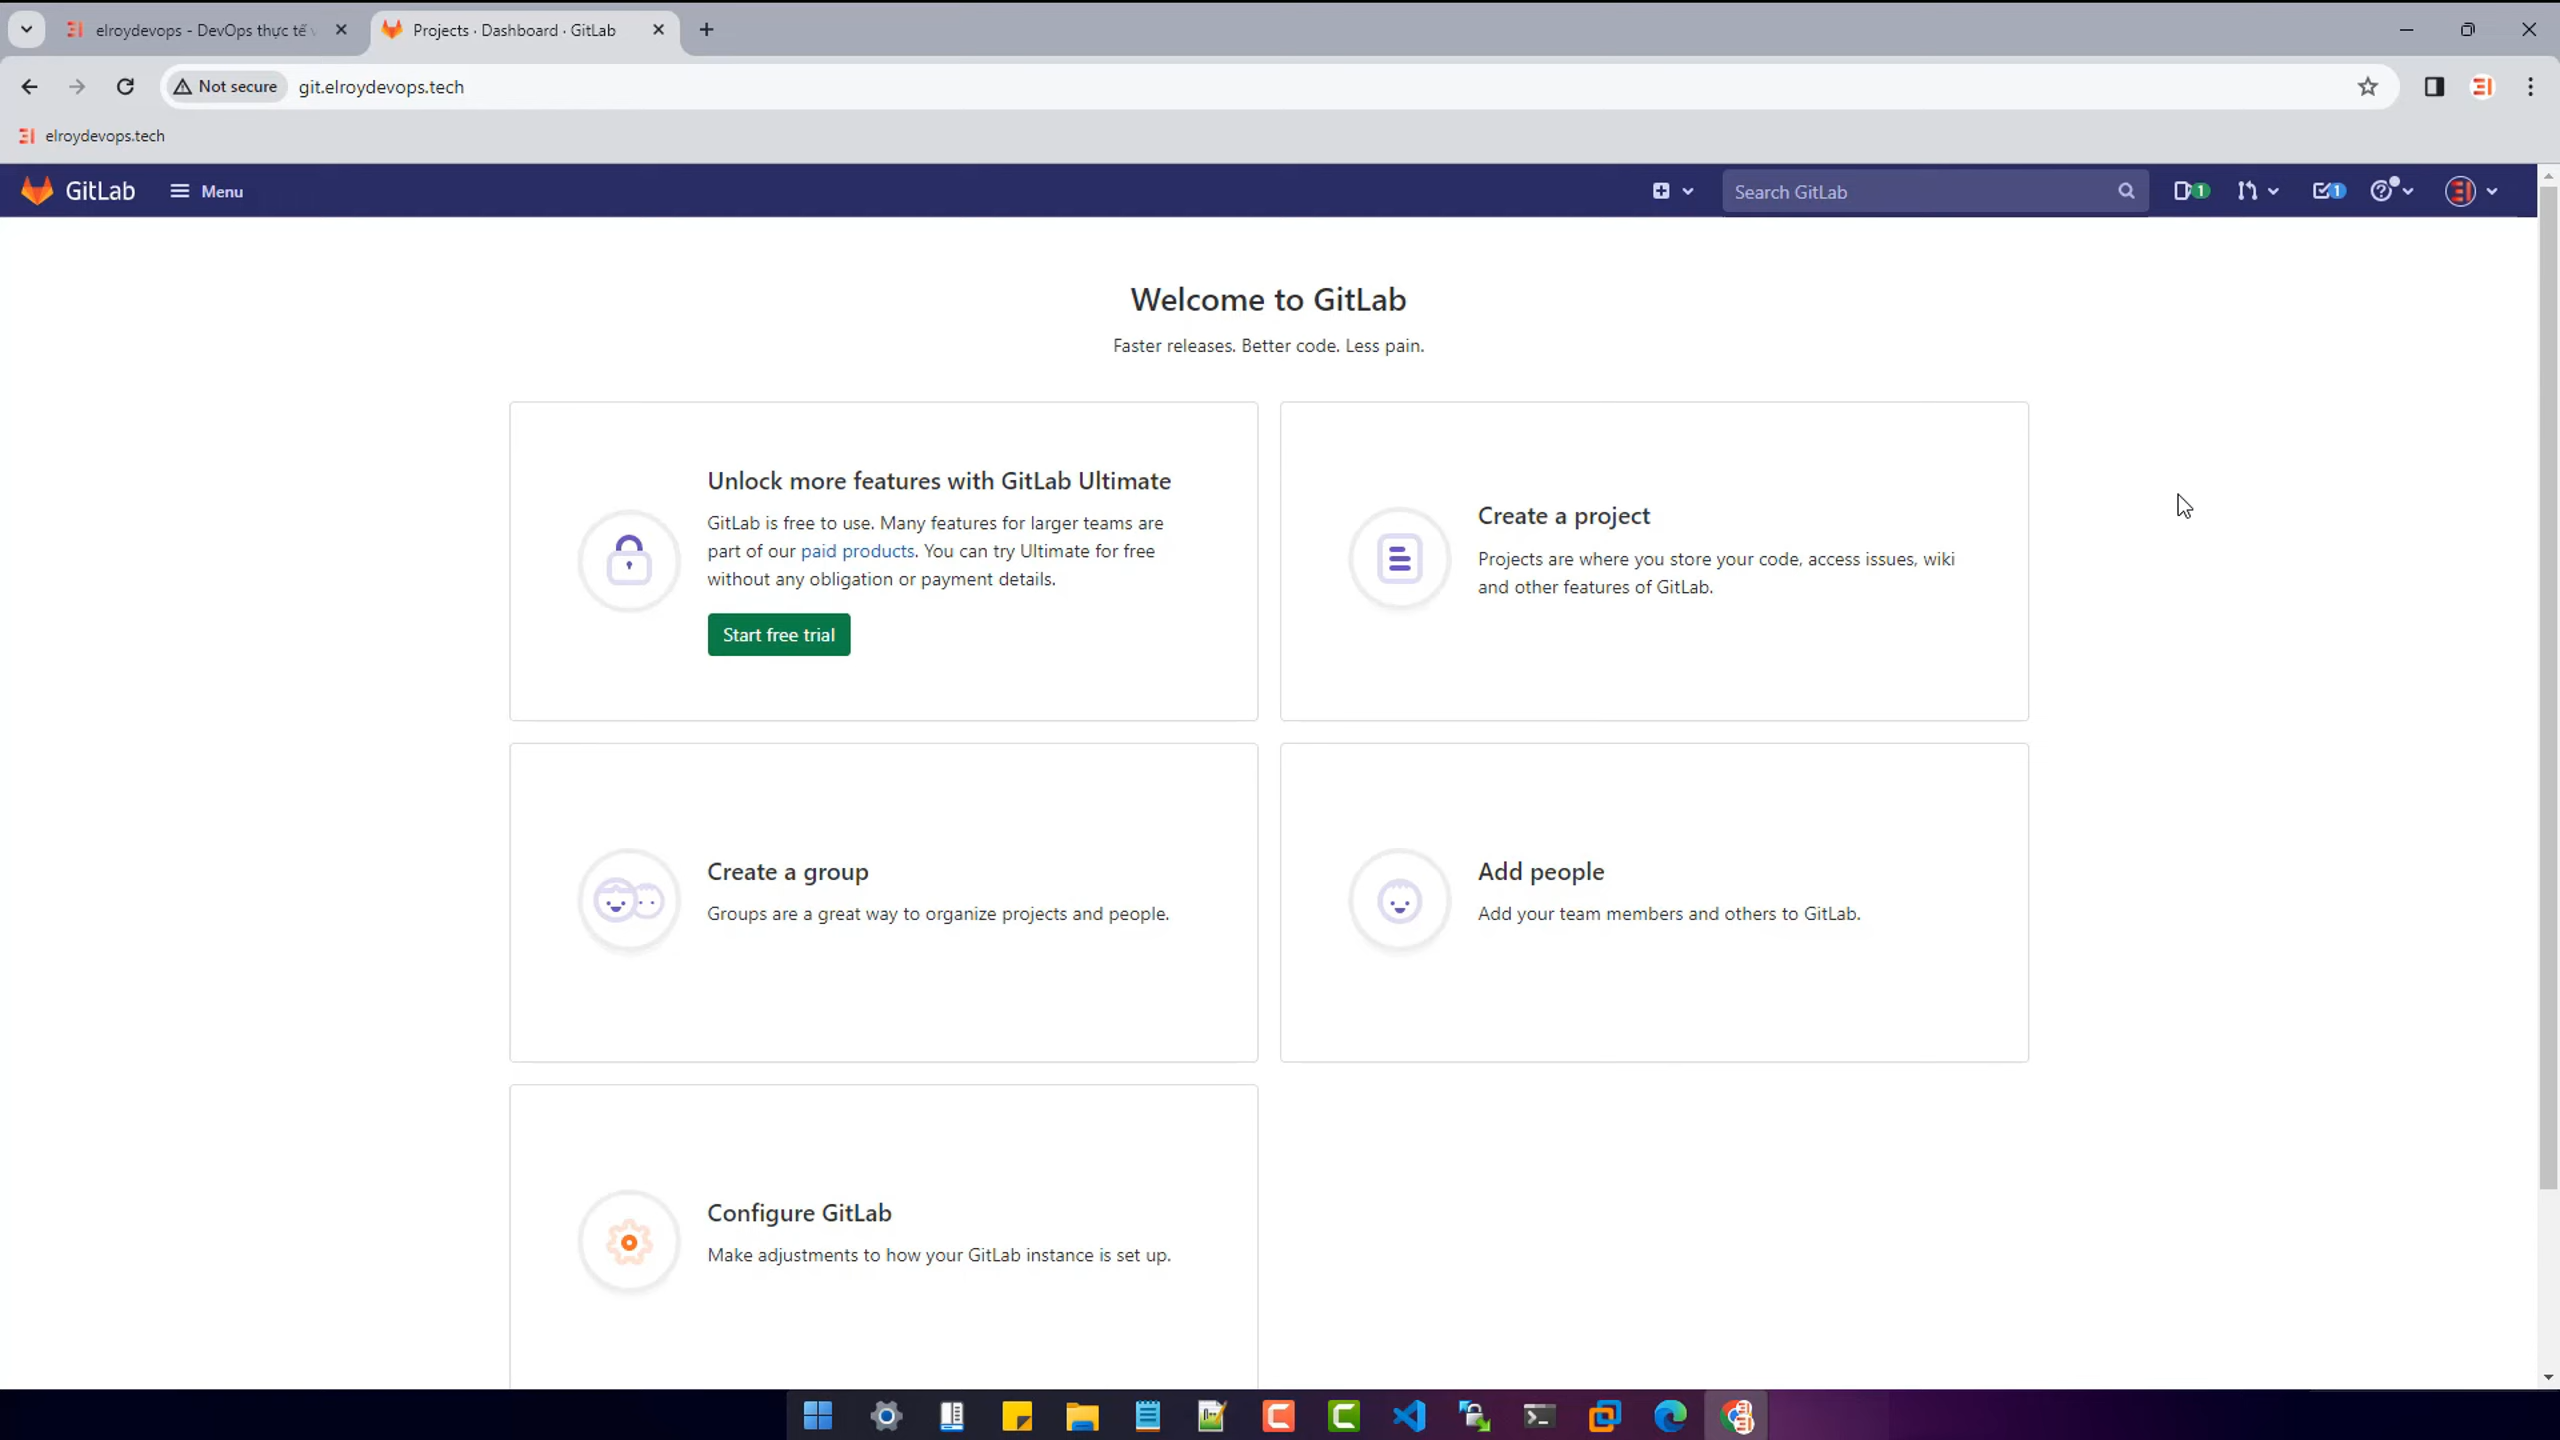 elroydevops - DevOps thực tế
Projects · Dashboard · GitLab
Not secure
git.elroydevops.tech
elroydevops.tech
GitLab
Menu
Search GitLab
1
1
Welcome to GitLab
Faster releases. Better code. Less pain.
Unlock more features with GitLab Ultimate
GitLab is free to use. Many features for larger teams are
part of our paid products. You can try Ultimate for free
without any obligation or payment details.
Start free trial
Create a project
Projects are where you store your code, access issues, wiki
and other features of GitLab.
Create a group
Groups are a great way to organize projects and people.
Add people
Add your team members and others to GitLab.
Configure GitLab
Make adjustments to how your GitLab instance is set up.